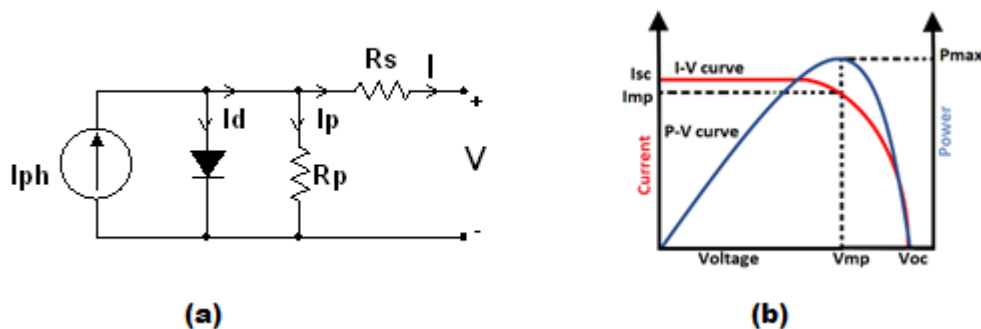 Rs
I
+
Id
Ip
Iph
Rp
V
-
(a)
Pmax
Isc
I-V curve
Imp
P-V curve
Current
Power
Voltage
Vmp
Voc
(b)